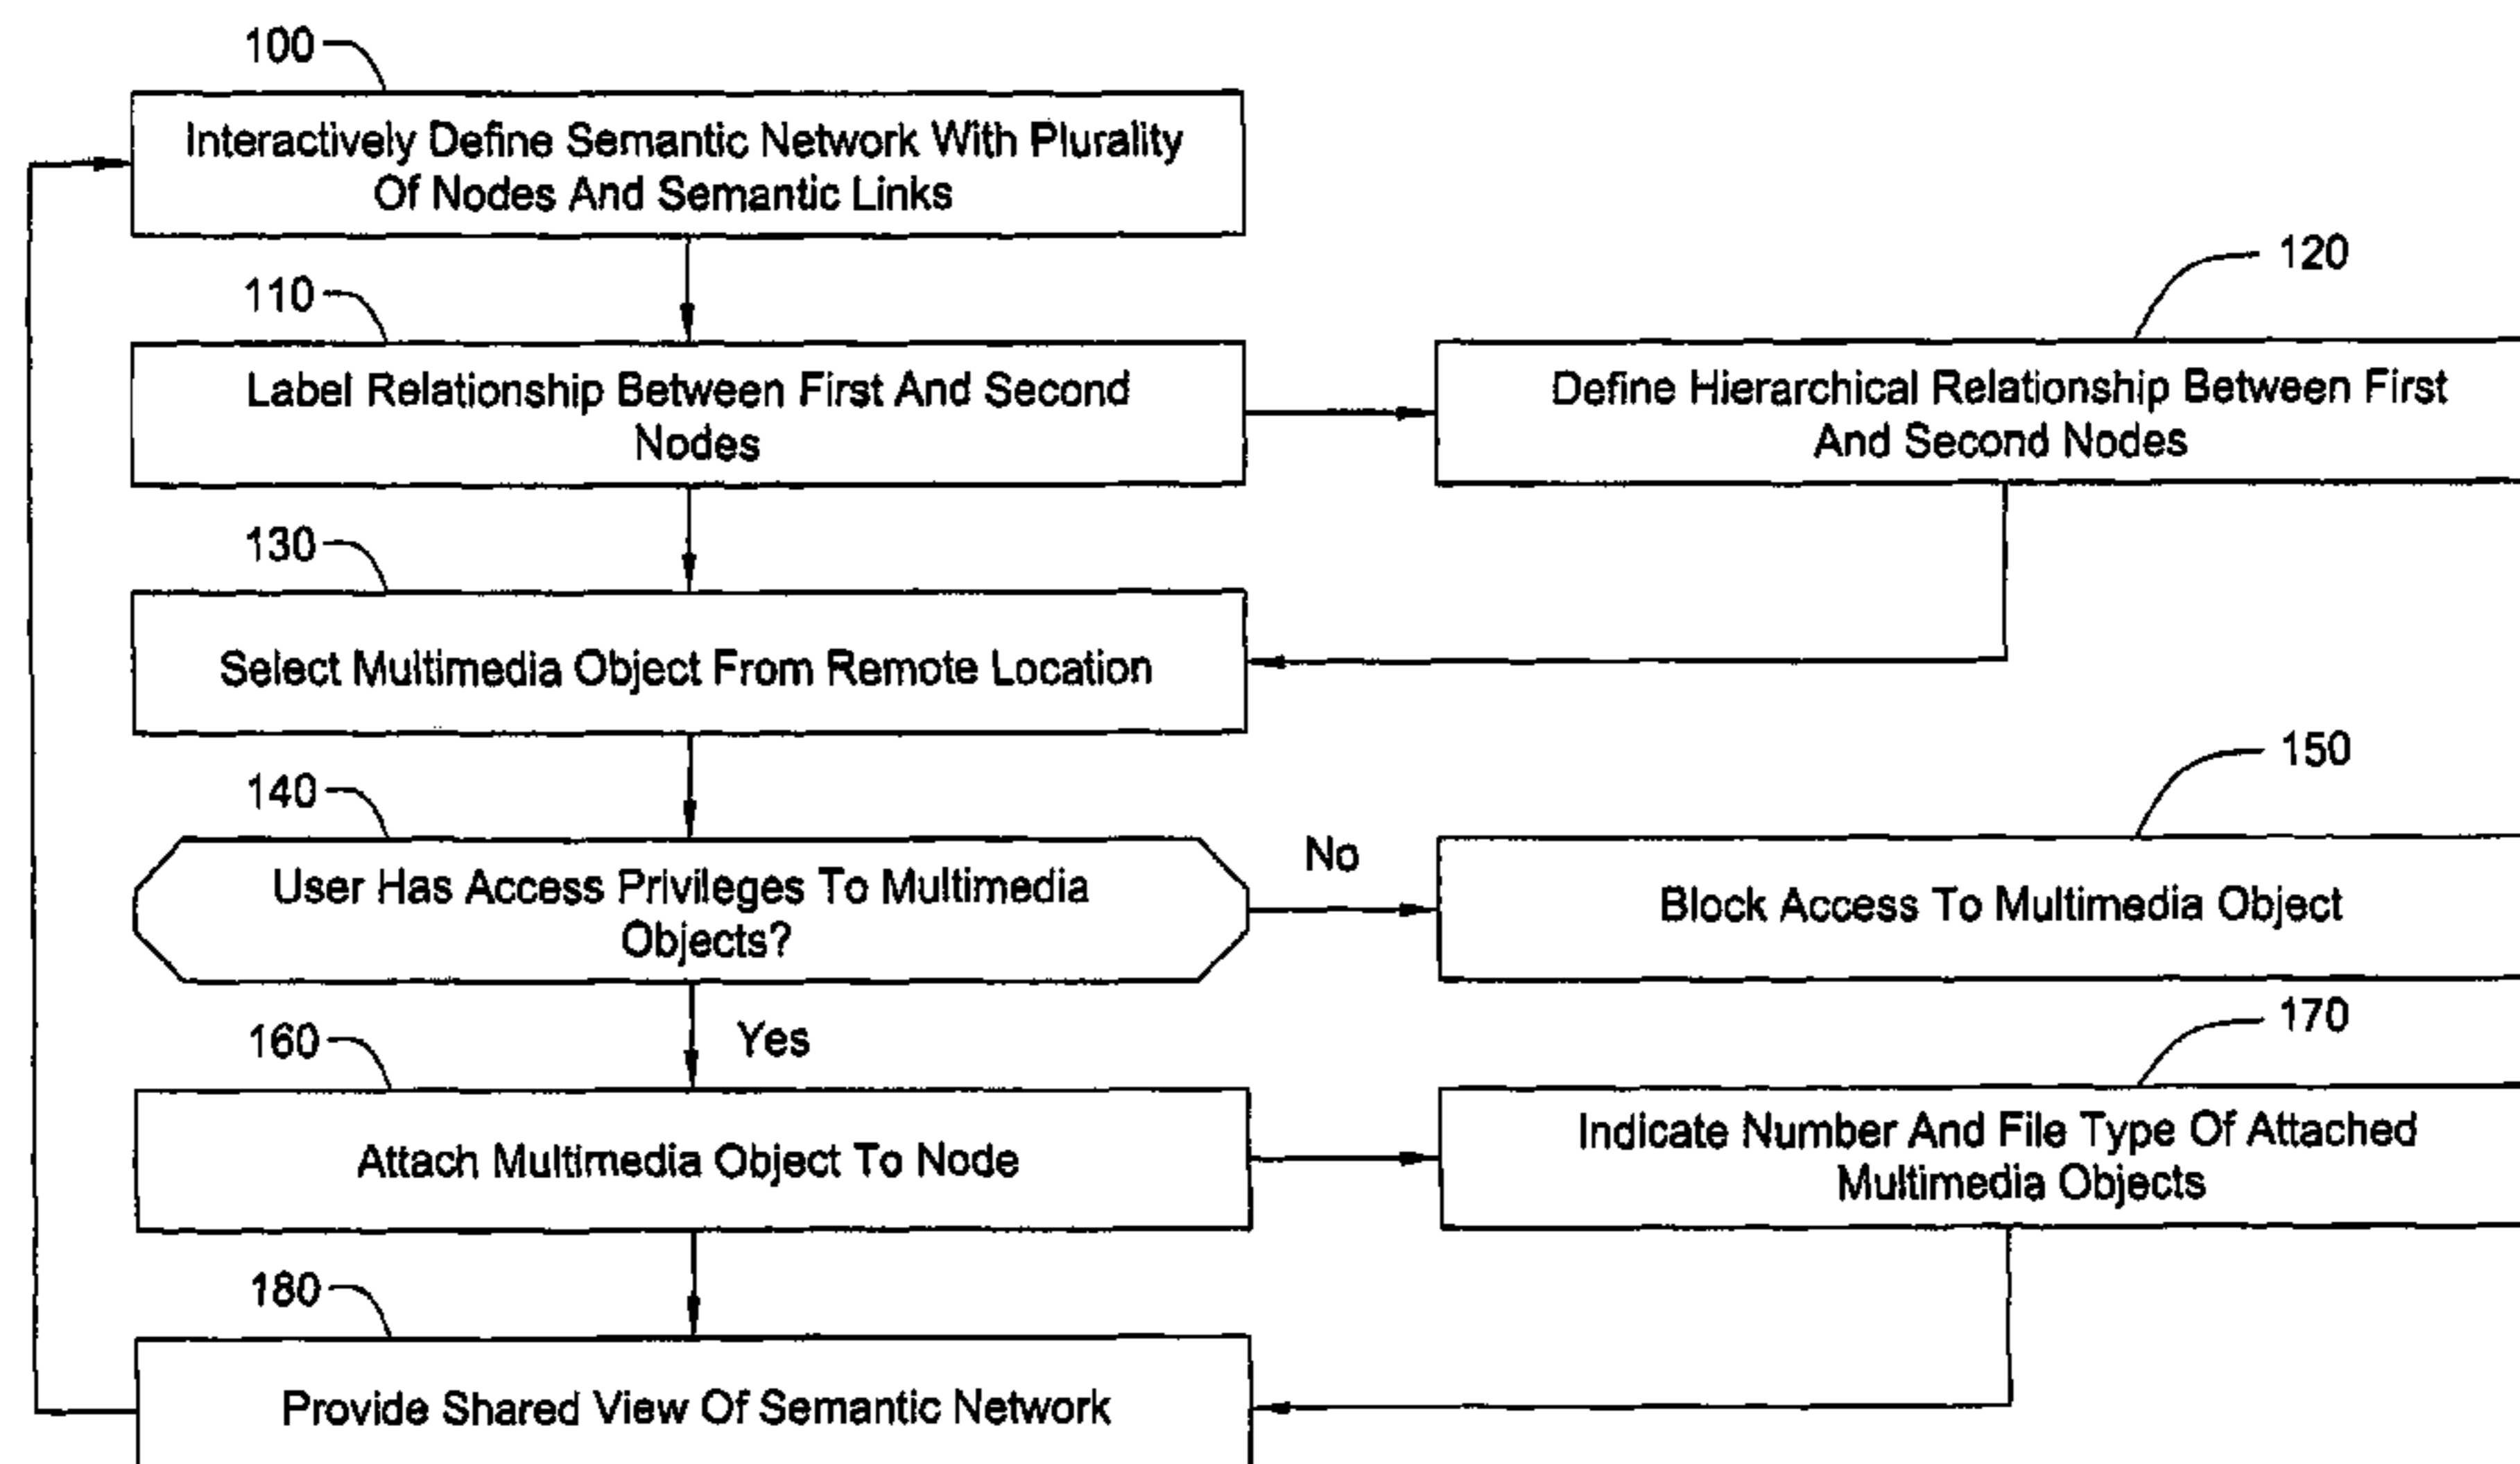 100
Interactively Define Semantic Network With Plurality
Of Nodes And Semantic Links
110
Label Relationship Between First And Second
Nodes
120
Define Hierarchical Relationship Between First
And Second Nodes
130
Select Multimedia Object From Remote Location
140
User Has Access Privileges To Multimedia
Objects?
No
150
Block Access To Multimedia Object
Yes
160
Attach Multimedia Object To Node
170
Indicate Number And File Type Of Attached
Multimedia Objects
180
Provide Shared View Of Semantic Network